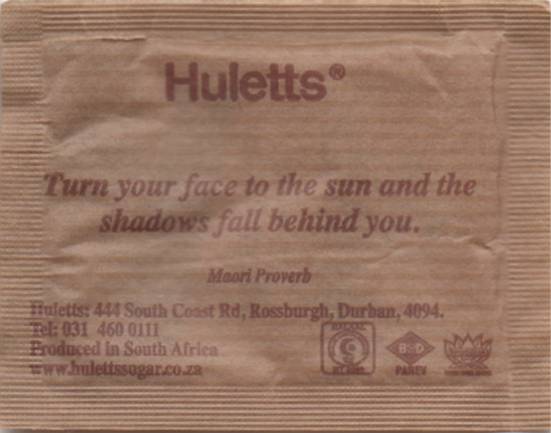 Huletts®
Turn your face to the sun and the
shadows fall behind you.
Maori Proverb
Huletts: 444 South Coast Rd, Rossburgh, Durban, 4094.
Tel: 031 460 0111
Produced in South Africa
www.hulettssugar.co.za
PAREV